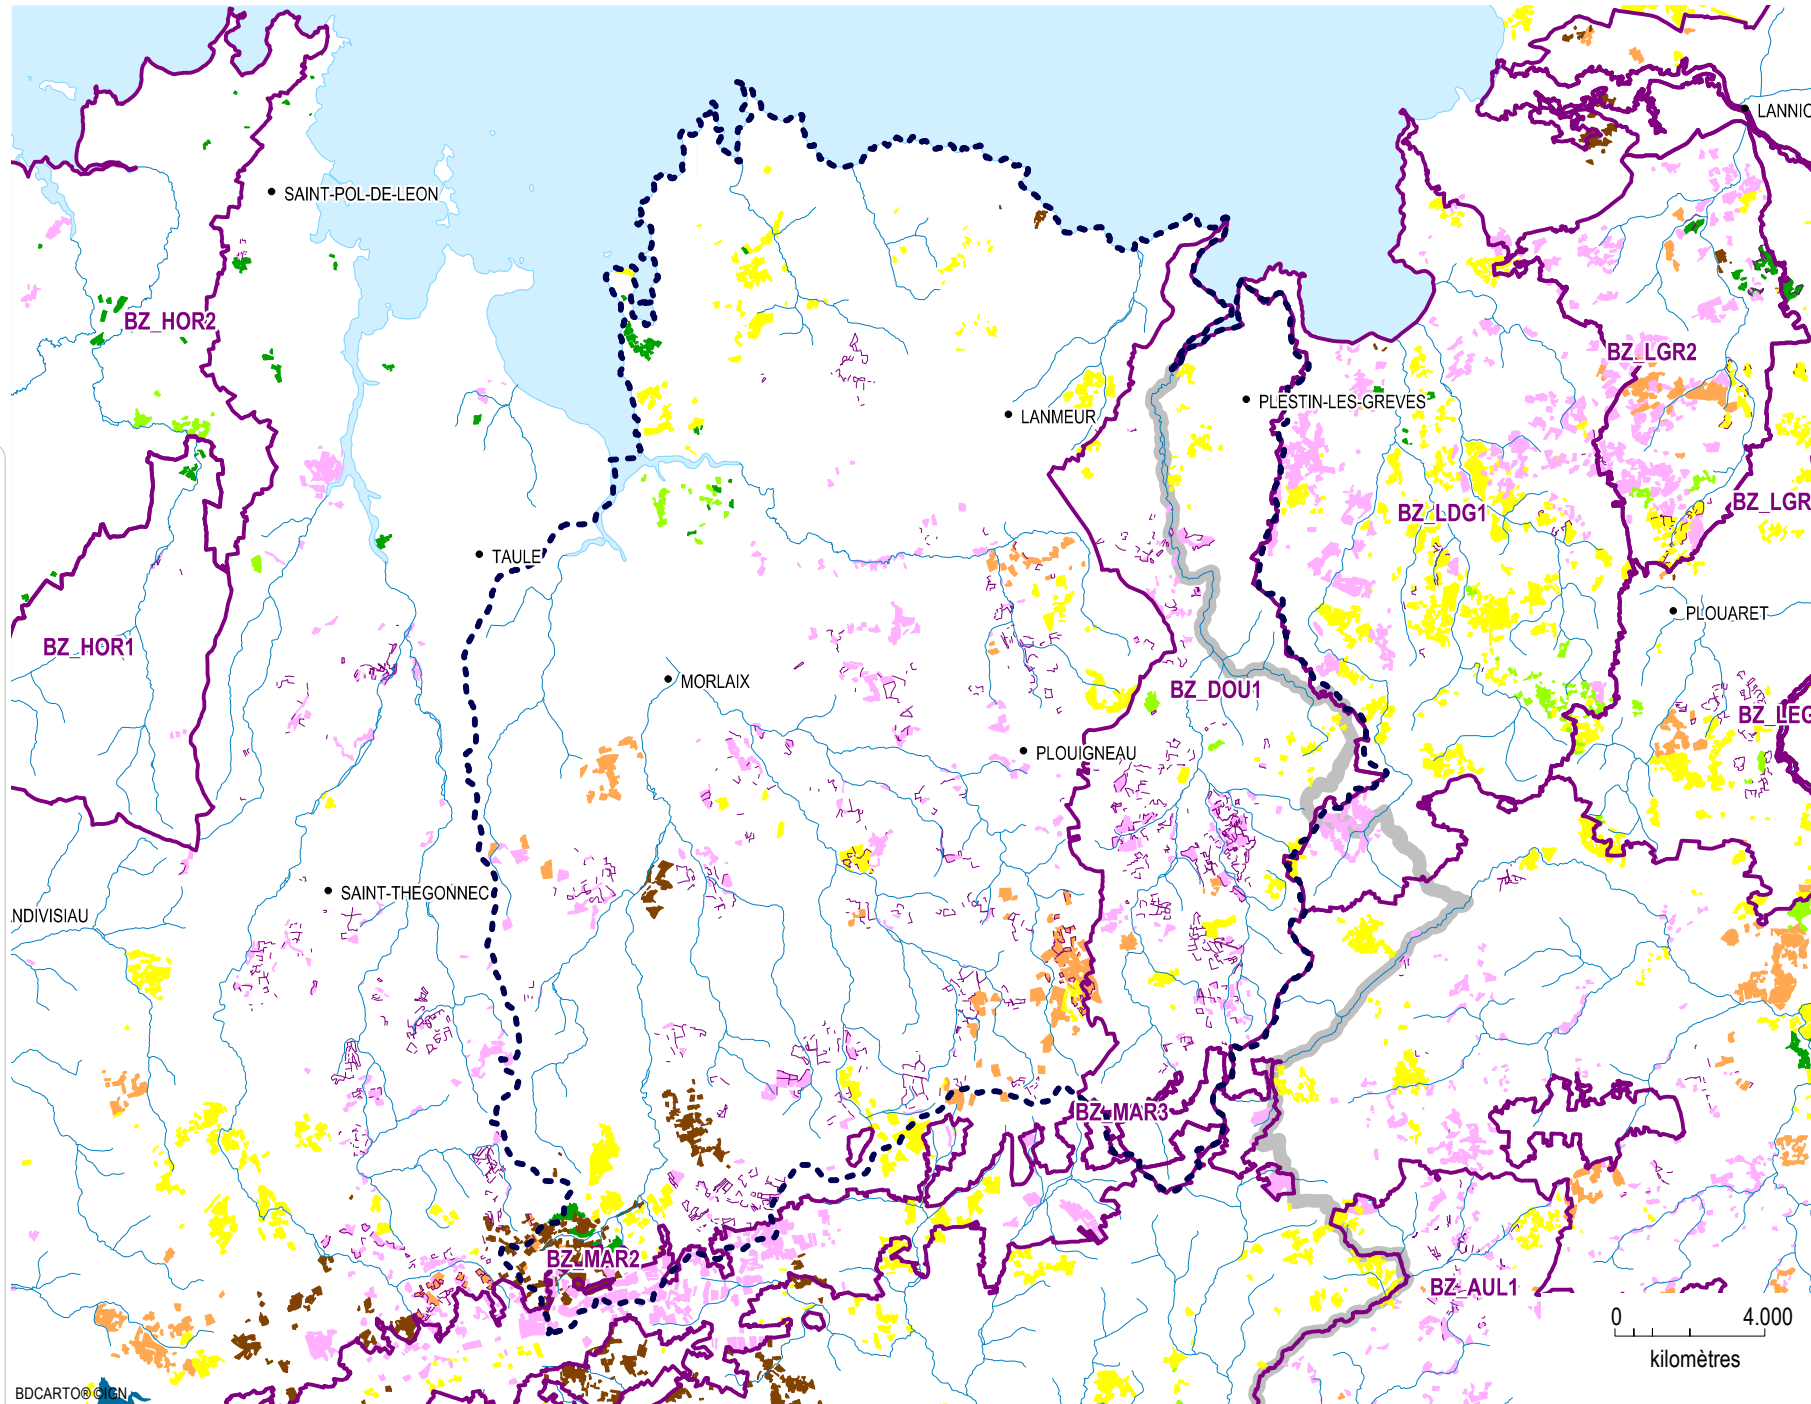 LANNIC
SAINT-POL-DE-LEON
BZ_HOR2
BZ_LGR2
PLESTIN-LES-GREVES
LANMEUR
BZ_LGR
BZ_LDG1
TAULE
PLOUARET
BZ_HOR1
MORLAIX
BZ_DOU1
BZ_LEG
PLOUIGNEAU
SAINT-THEGONNEC
NDIVISIAU
BZ_MAR3
BZ_MAR2
BZ_AUL1
0 4.000
kilomètres
BDCARTO® ©IGN